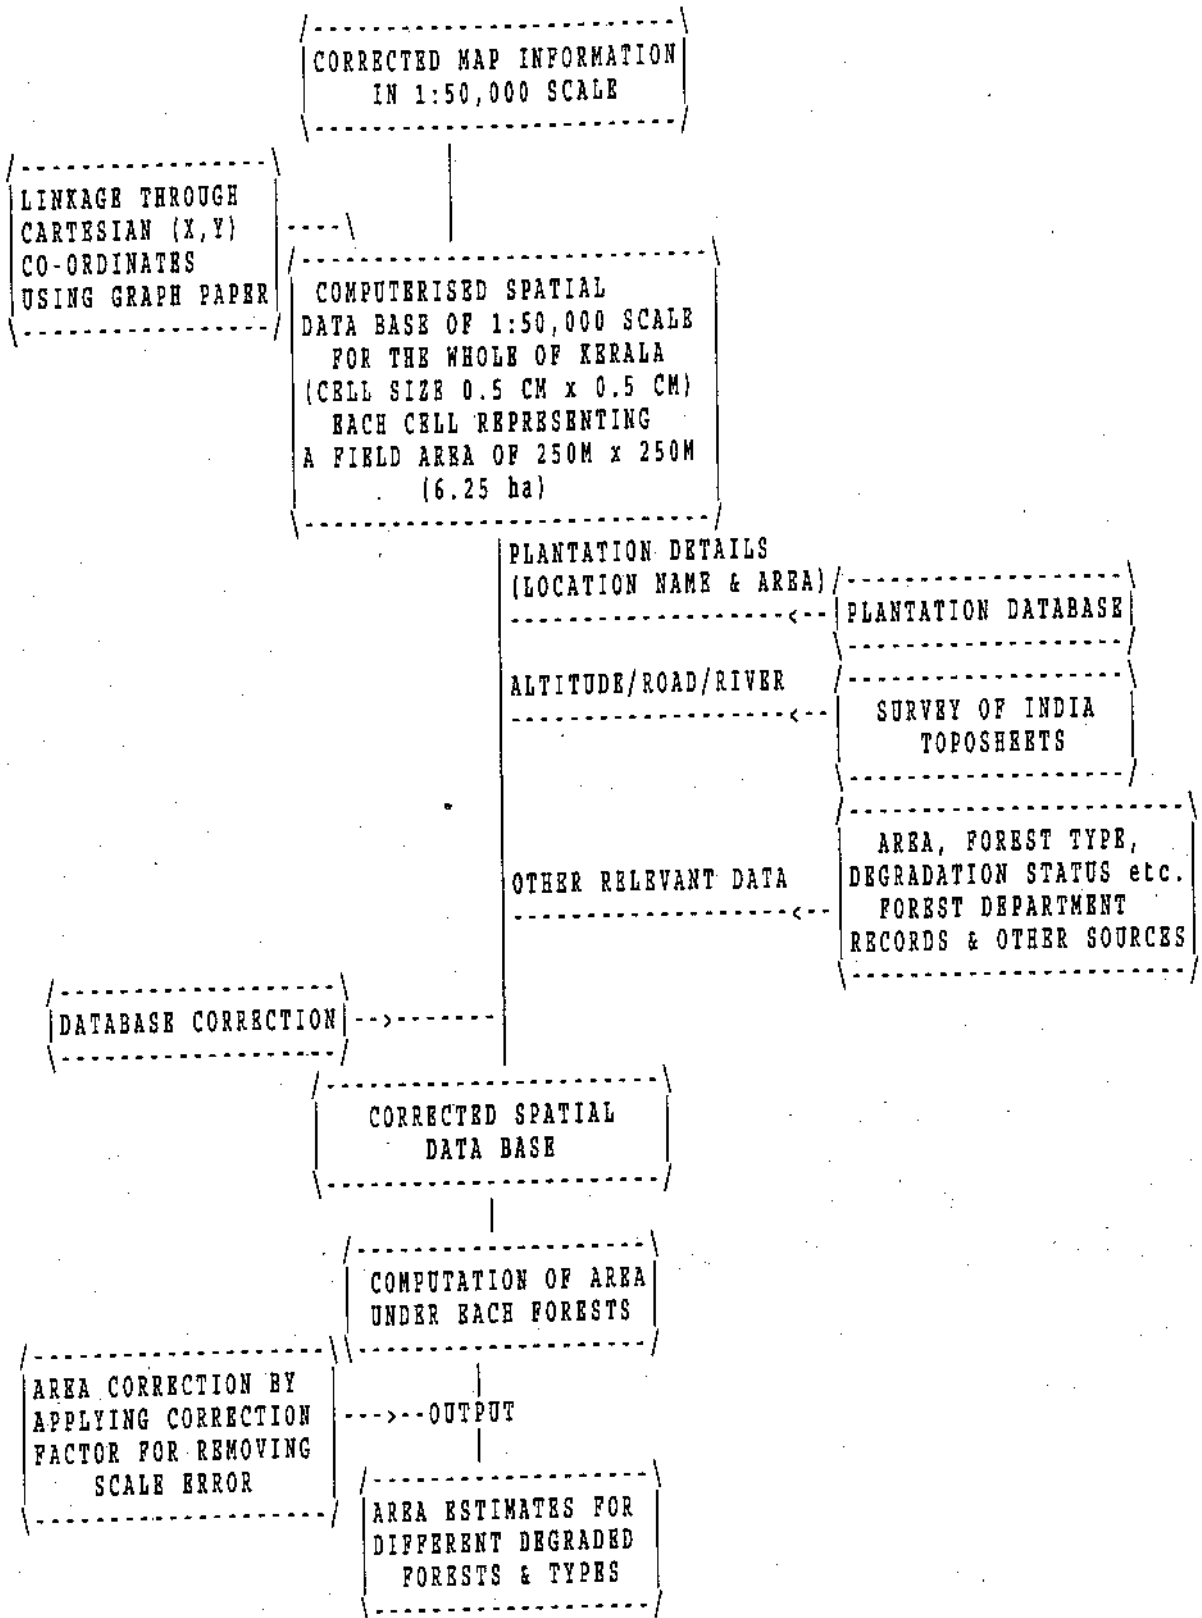 CORRECTED MAP INFORMATION
IN 1:50,000 SCALE
LINKAGE THROUGH
CARTESIAN (X,Y)
CO-ORDINATES
USING GRAPH PAPER
COMPUTERISED SPATIAL
DATA BASE OF 1:50,000 SCALE
FOR THE WHOLE OF KERALA
(CELL SIZE 0.5 CM x 0.5 CM)
EACH CELL REPRESENTING
A FIELD AREA OF 250M x 250M
(6.25 ha)
PLANTATION DETAILS
(LOCATION NAME & AREA)
PLANTATION DATABASE
ALTITUDE/ROAD/RIVER
SURVEY OF INDIA
TOPOSHEETS
AREA, FOREST TYPE,
DEGRADATION STATUS etc.
FOREST DEPARTMENT
RECORDS & OTHER SOURCES
OTHER RELEVANT DATA
DATABASE CORRECTION
CORRECTED SPATIAL
DATA BASE
COMPUTATION OF AREA
UNDER EACH FORESTS
AREA CORRECTION BY
APPLYING CORRECTION
FACTOR FOR REMOVING
SCALE ERROR
OUTPUT
AREA ESTIMATES FOR
DIFFERENT DEGRADED
FORESTS & TYPES